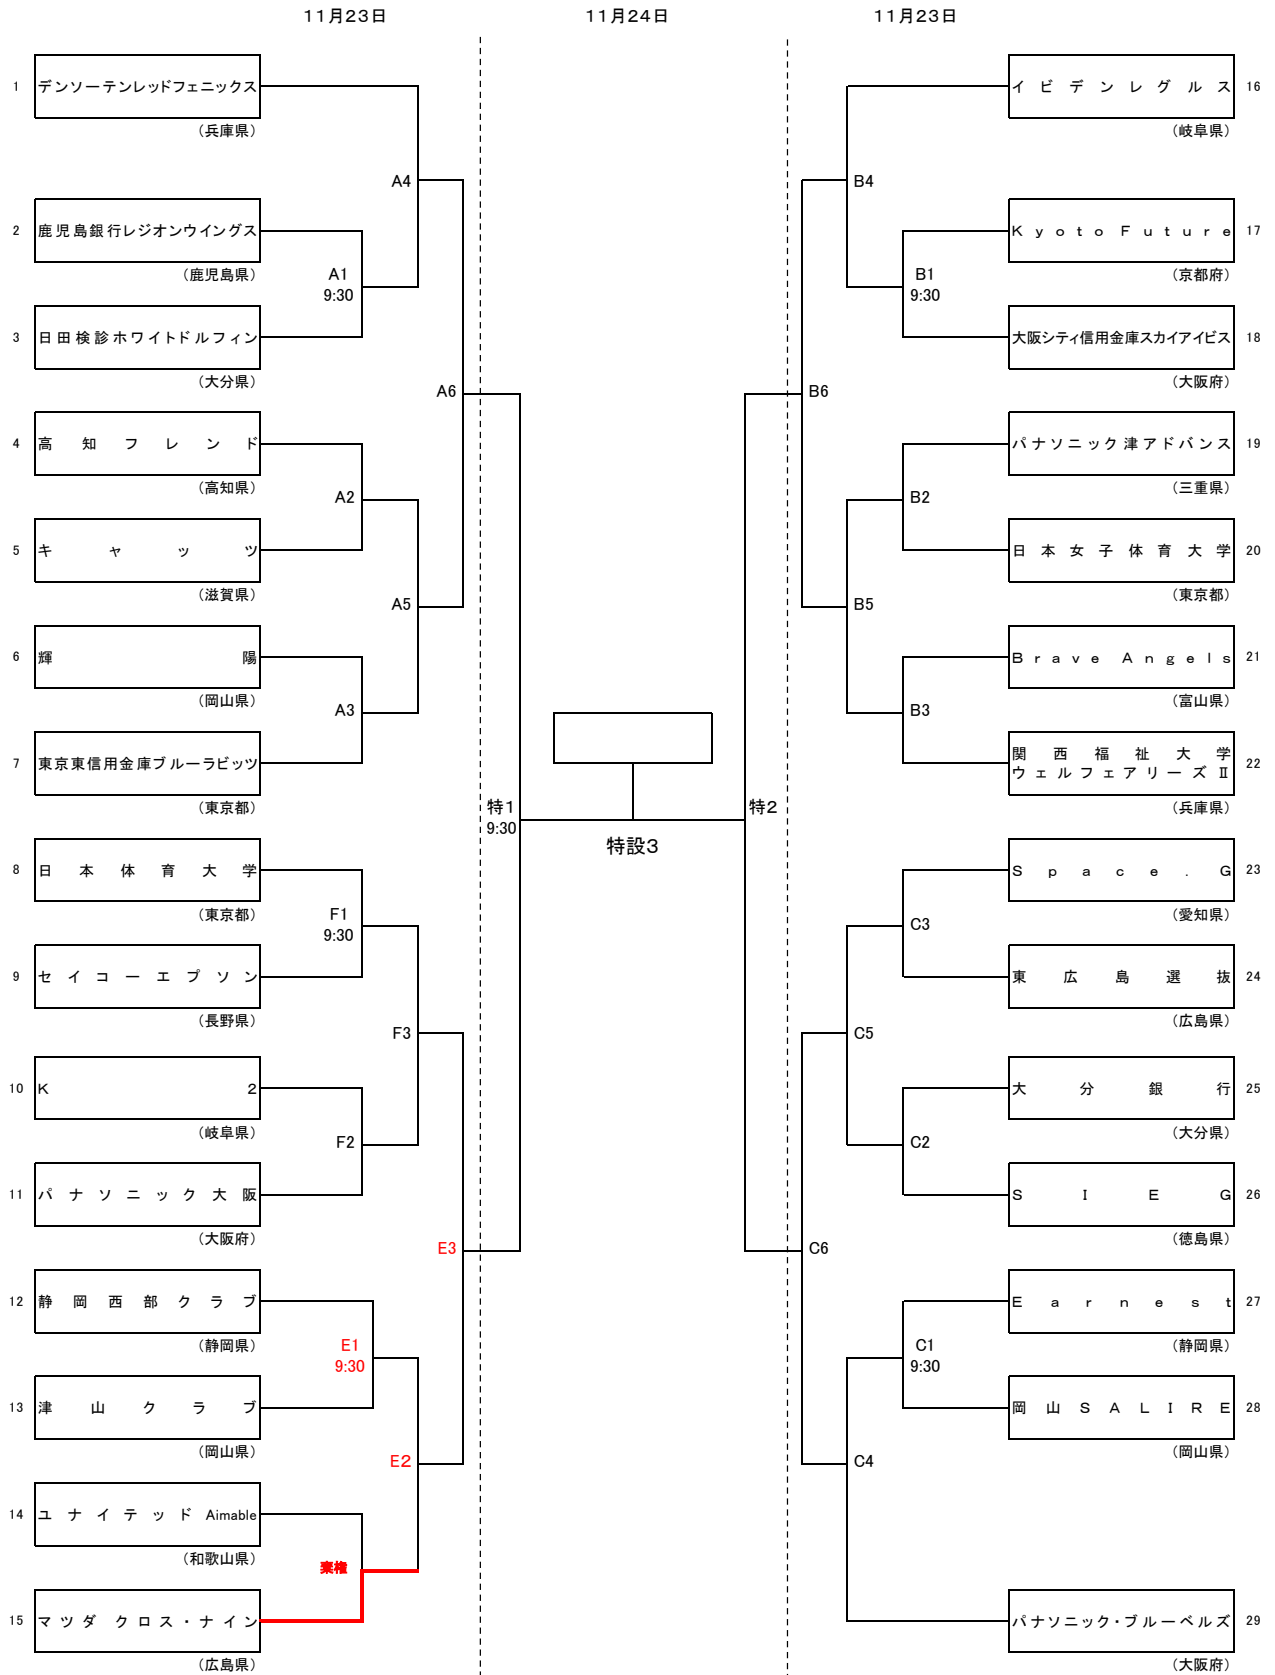 11月23日
11月24日
11月23日
1
デンソーテンレッドフェニックス
（兵庫県）
A4
2
鹿児島銀行レジオンウイングス
（鹿児島県）
A1
9:30
3
日田検診ホワイトドルフィン
（大分県）
A6
4
高知フレンド
（高知県）
A2
5
キャッツ
（滋賀県）
A5
6
輝陽
（岡山県）
A3
7
東京東信用金庫ブルーラビッツ
（東京都）
特1
9:30
8
日本体育大学
（東京都）
F1
9:30
9
セイコーエプソン
（長野県）
F3
10
K2
（岐阜県）
F2
11
パナソニック大阪
（大阪府）
E3
12
静岡西部クラブ
（静岡県）
E1
9:30
13
津山クラブ
（岡山県）
E2
14
ユナイテッド Aimable
（和歌山県）
棄権
15
マツダ クロス・ナイン
（広島県）
特設3
特2
イビデンレグルス
16
（岐阜県）
B4
Kyoto Future
17
（京都府）
B1
9:30
大阪シティ信用金庫スカイアイビス
18
（大阪府）
B6
パナソニック津アドバンス
19
（三重県）
B2
日本女子体育大学
20
（東京都）
B5
Brave Angels
21
（富山県）
B3
関西福祉大学
ウェルフェアリーズⅡ
22
（兵庫県）
Space.G
23
（愛知県）
C3
東広島選抜
24
（広島県）
C5
大分銀行
25
（大分県）
C2
SIEG
26
（徳島県）
C6
Earnest
27
（静岡県）
C1
9:30
岡山SALIRE
28
（岡山県）
C4
パナソニック・ブルーベルズ
29
（大阪府）